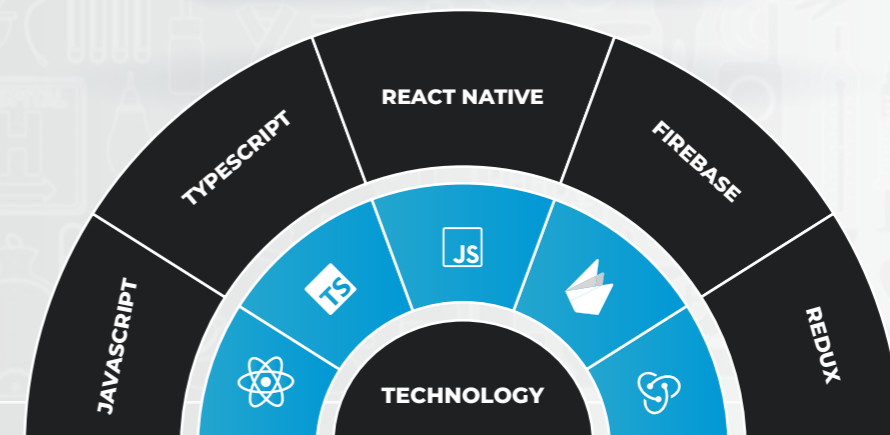 REACT NATIVE
TYPESCRIPT
FIREBASE
JAVASCRIPT
REDUX
JS
TS
TECHNOLOGY